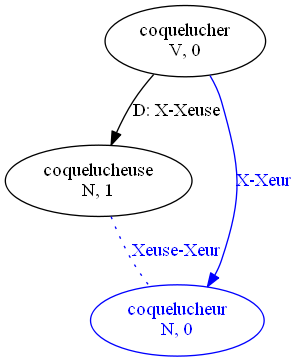 coquelucher
V, 0
D: X-Xeuse
coquelucheuse
N, 1
X-Xeur
Xeuse-Xeur
coquelucheur
N, 0